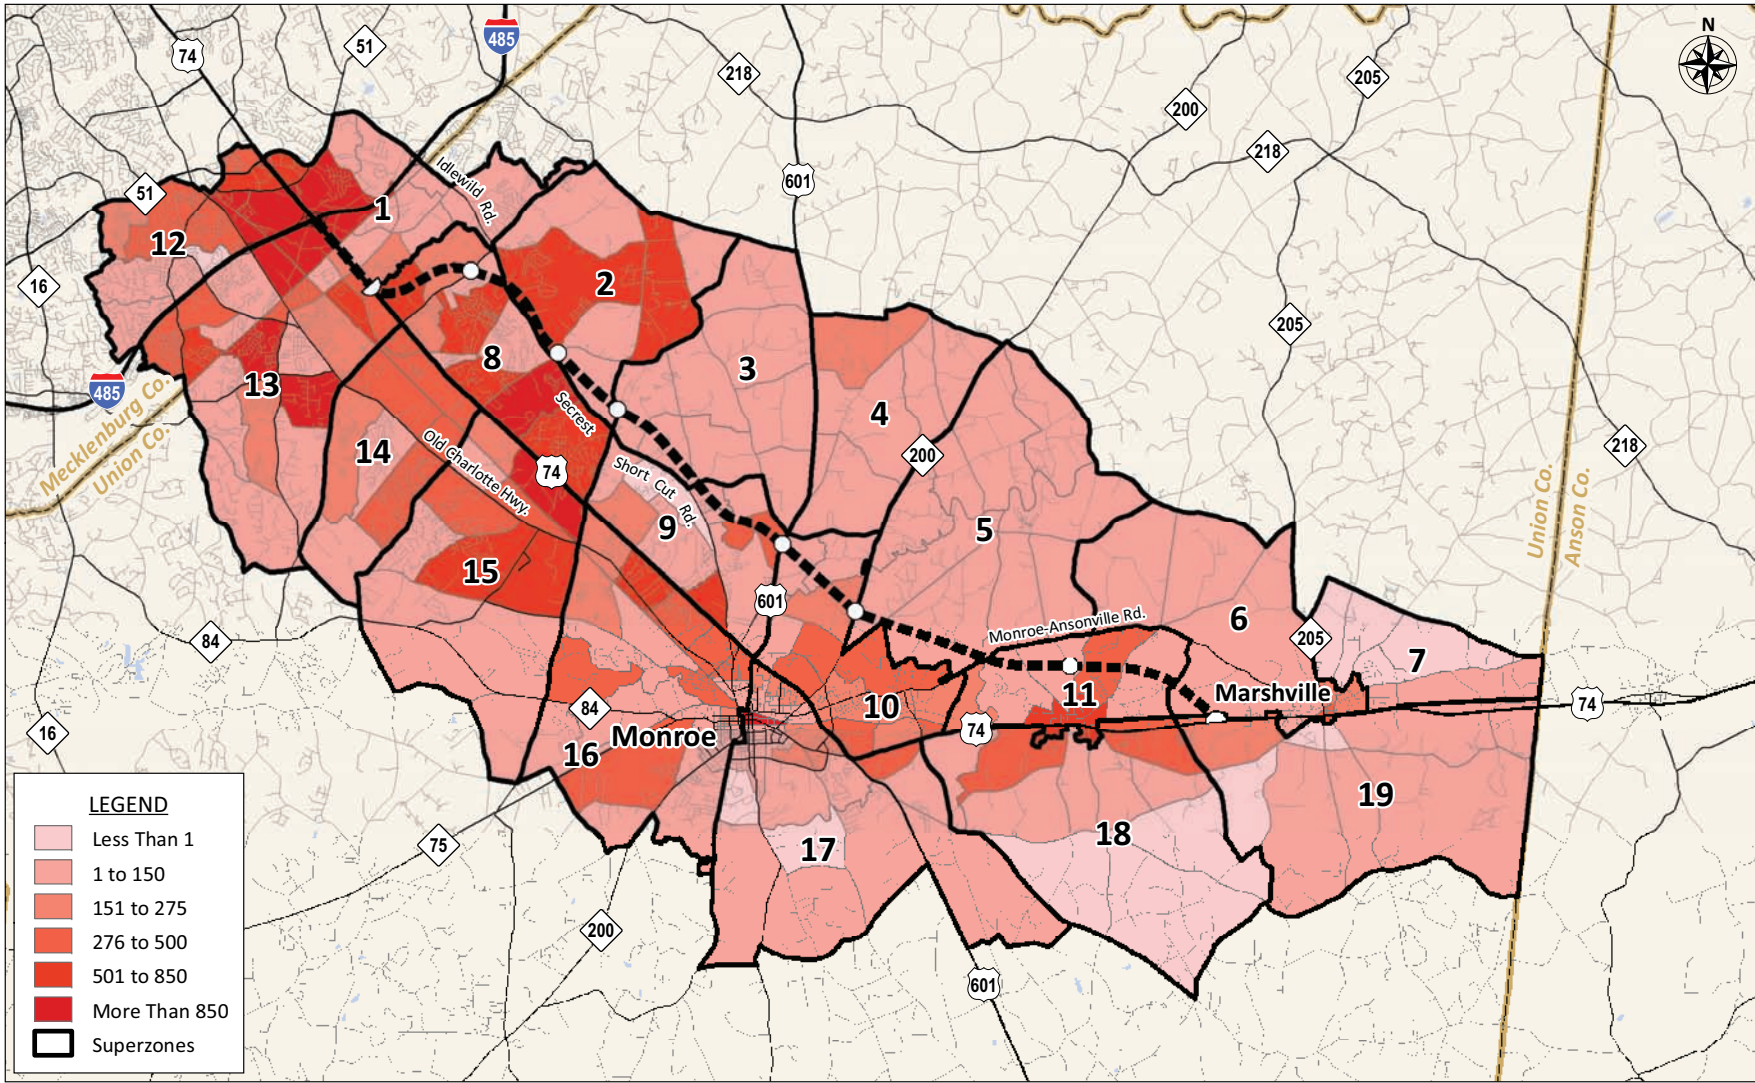 N
74
51
485
218
205
200
218
601
51
Idlewild Rd.
1
12
2
16
205
3
8
485
13
4
Secrest
Mecklenburg Co.
Union Co.
14
Old Charlotte Hwy.
74
Short Cut Rd.
200
218
Union Co.
Anson Co.
9
5
15
601
84
Monroe-Ansonville Rd.
6
205
7
84
10
11
Marshville
74
74
16
Monroe
16
19
18
17
75
200
601
LEGEND
Less Than 1
1 to 150
151 to 275
276 to 500
501 to 850
More Than 850
Superzones